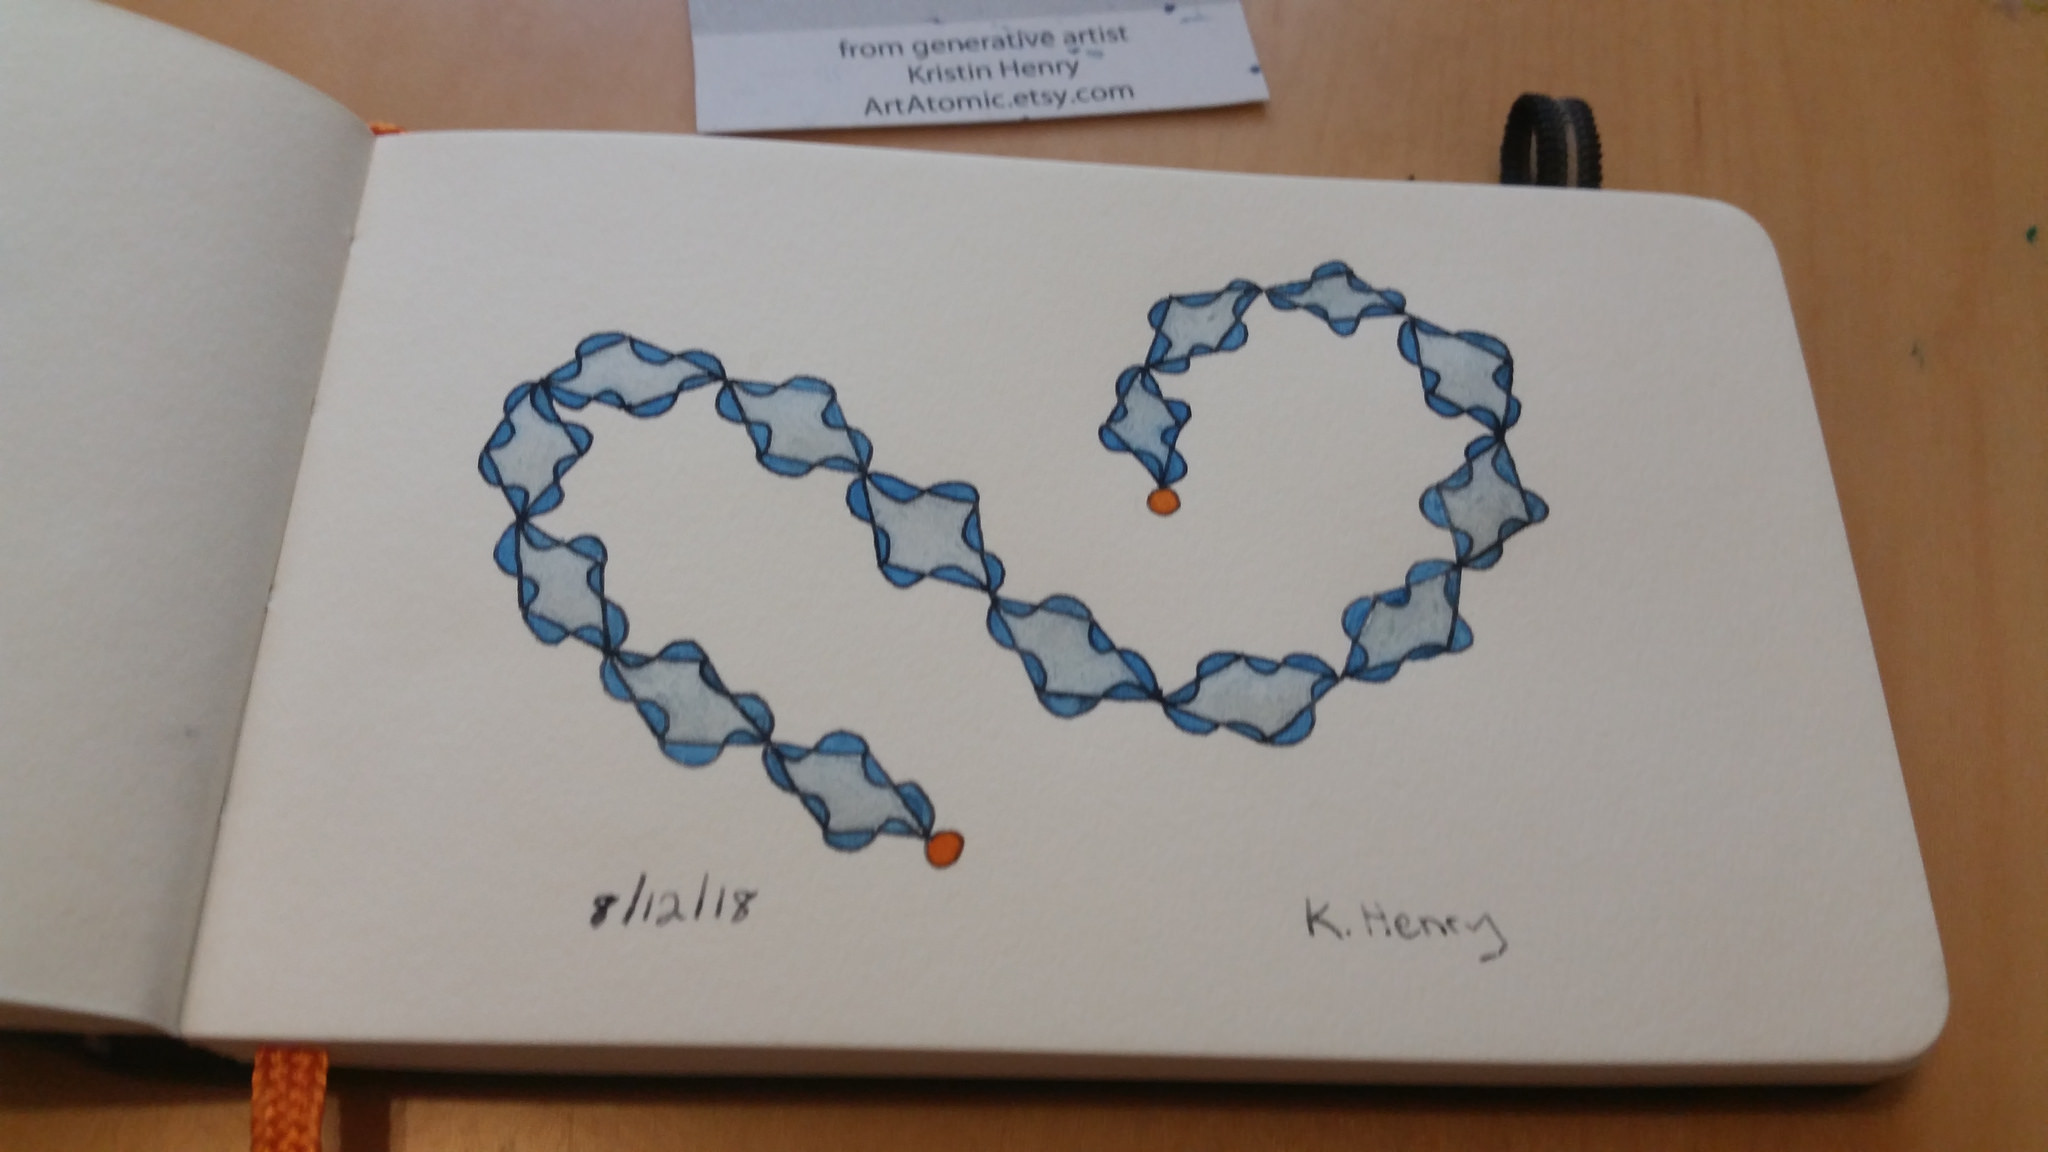 from generative artist
Kristin Henry
ArtAtomic.etsy.com
8/12/18
K. Henry